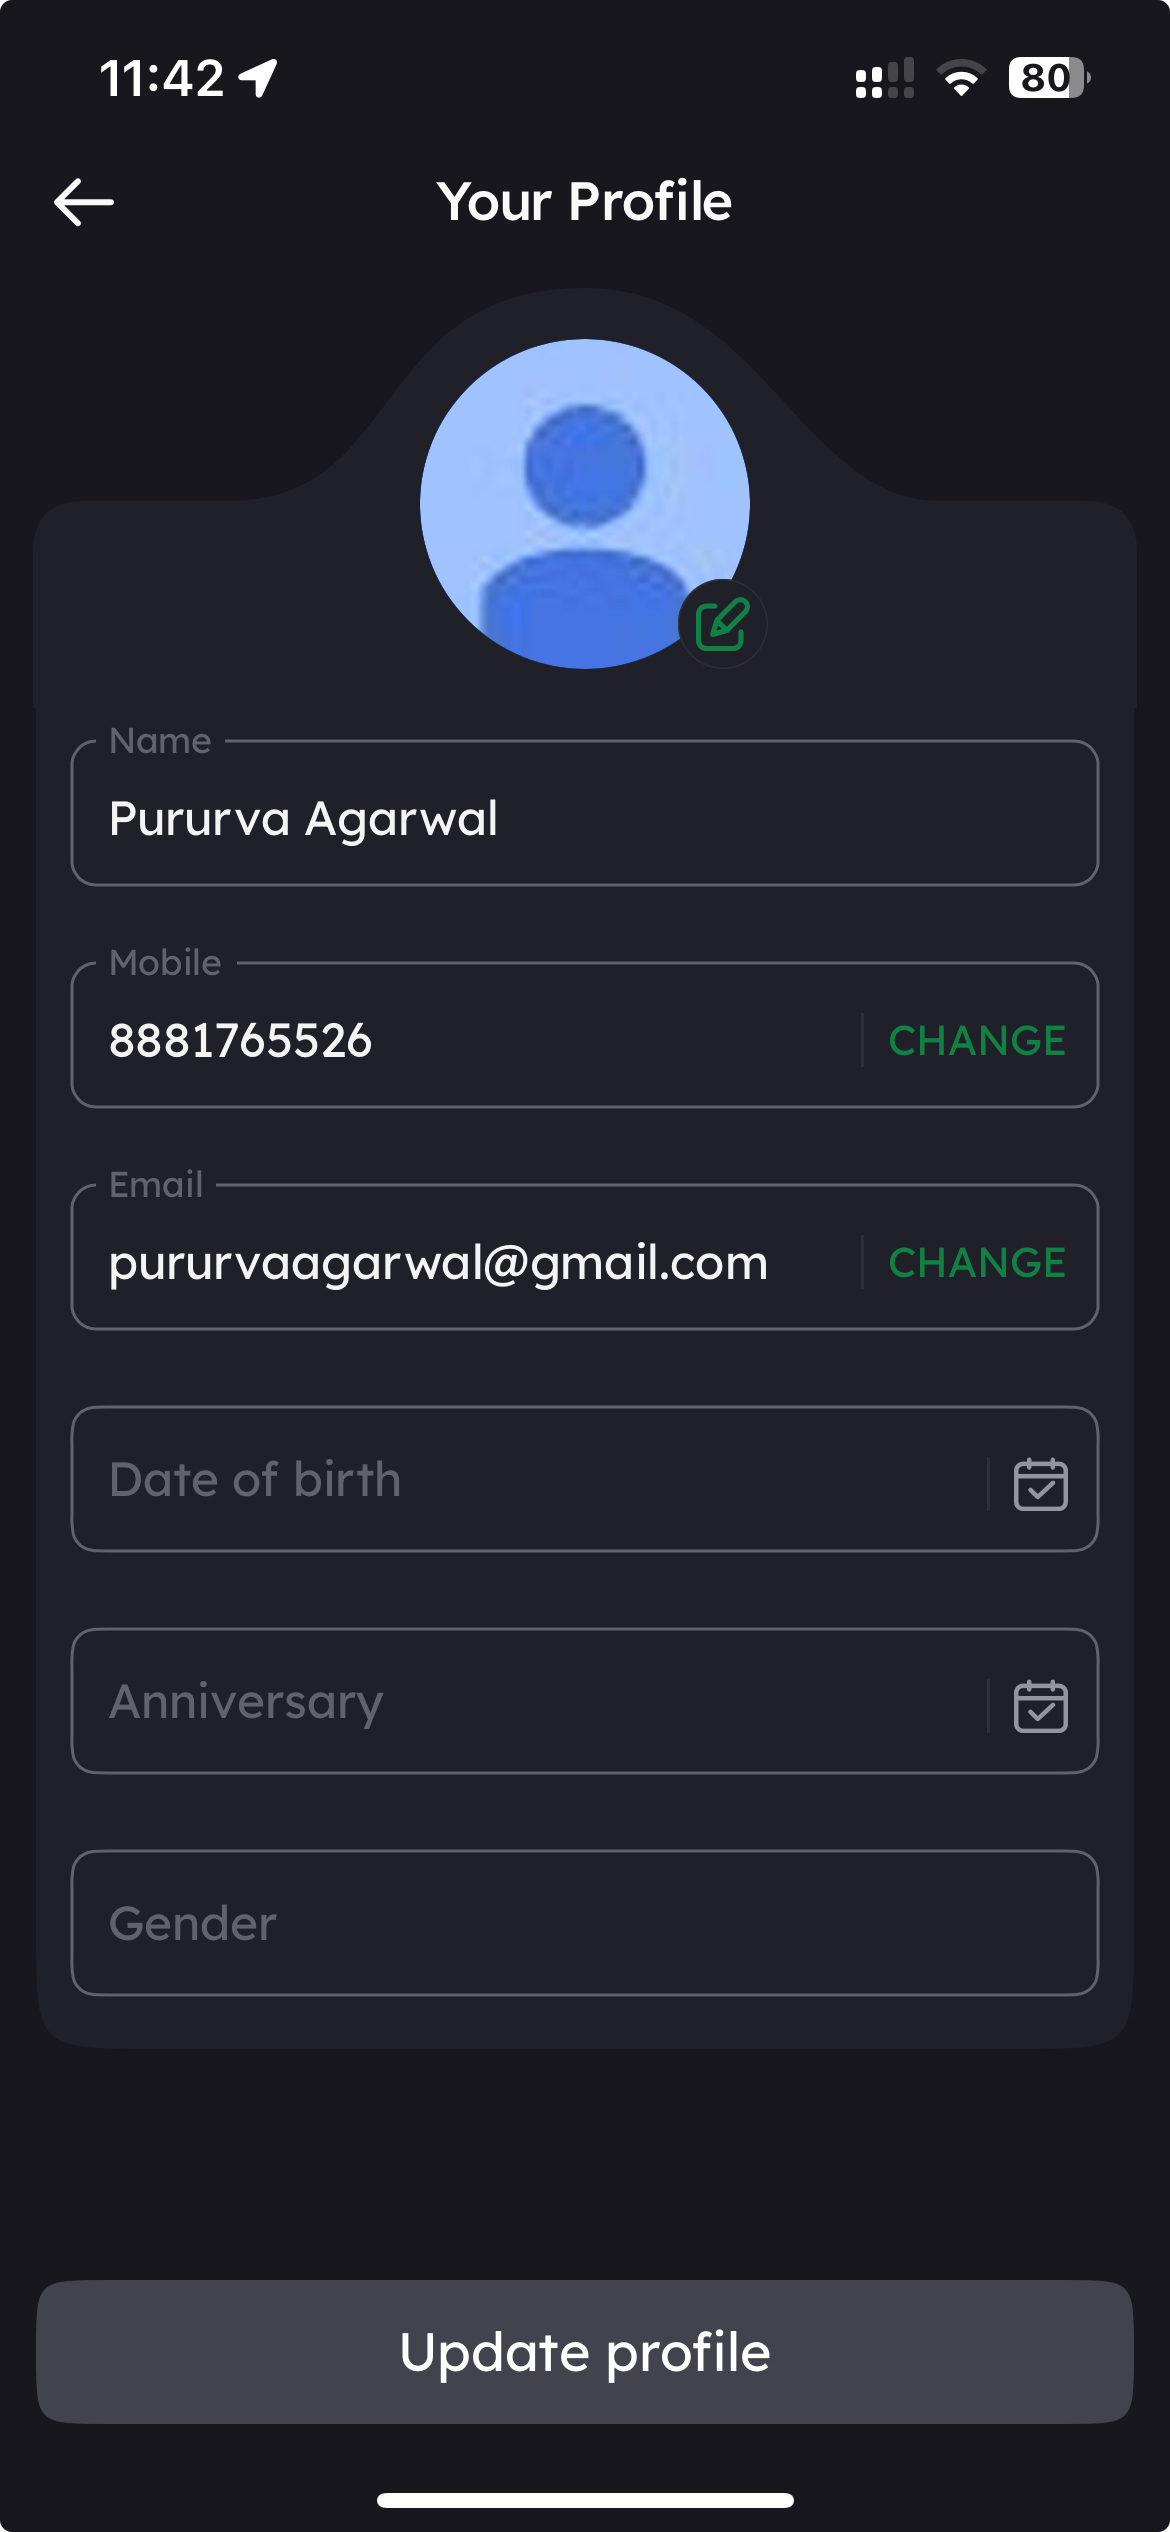 11:42
80
Your Profile
Name
Pururva Agarwal
Mobile
8881765526
CHANGE
Email
pururvaagarwal@gmail.com
CHANGE
Date of birth
Anniversary
Gender
Update profile